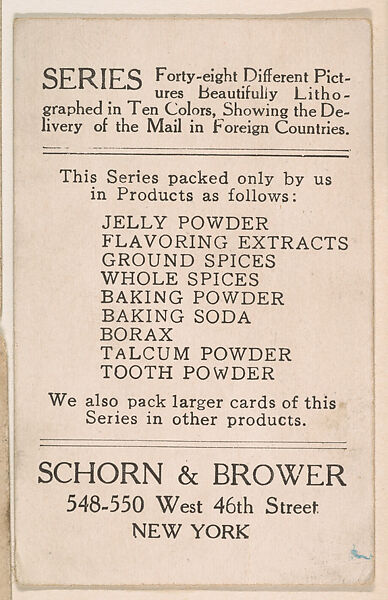 SERIES Forty-eight Different Pict-
ures Beautifully Litho-
graphed in Ten Colors, Showing the De-
livery of the Mail in Foreign Countries.
This Series packed only by us
in Products as follows:
JELLY POWDER
FLAVORING EXTRACTS
GROUND SPICES
WHOLE SPICES
BAKING POWDER
BAKING SODA
BORAX
TALCUM POWDER
TOOTH POWDER
We also pack larger cards of this
Series in other products.
SCHORN & BROWER
548-550 West 46th Street
NEW YORK